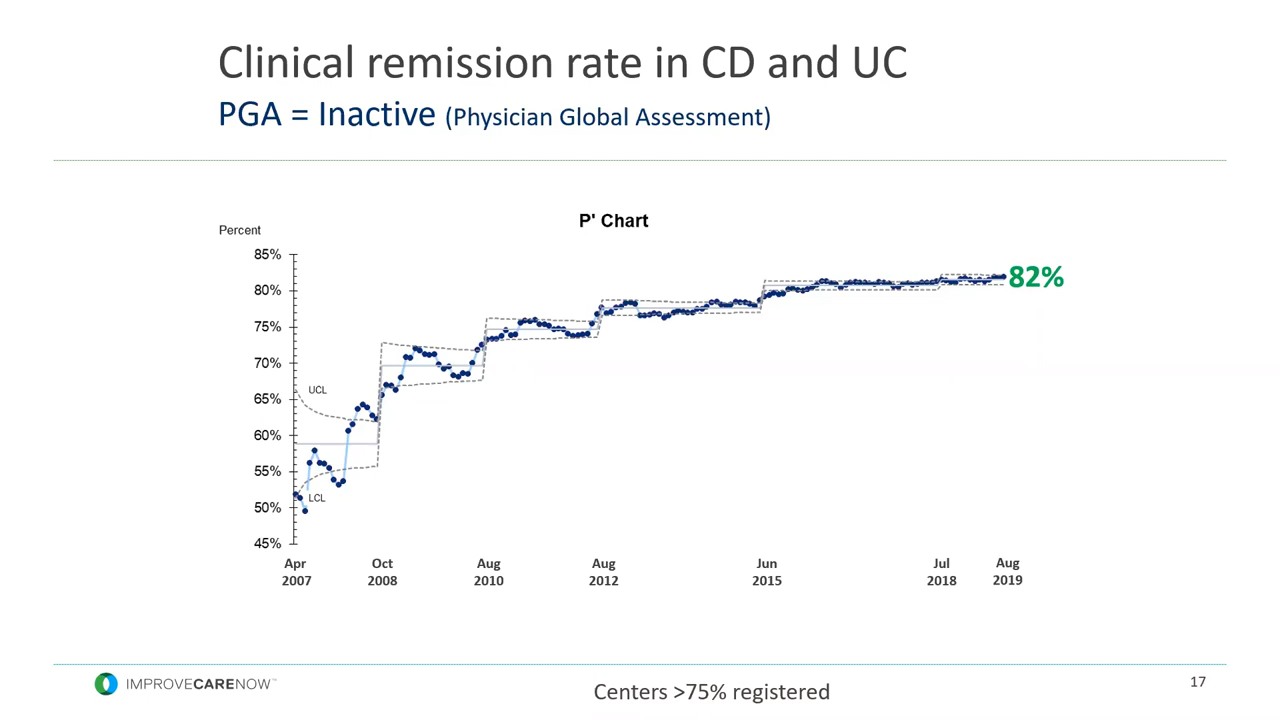 Clinical remission rate in CD and UC
PGA = Inactive (Physician Global Assessment)
P' Chart
Percent
85%
80%
75%
70%
65%
60%
55%
50%
45%
UCL
LCL
82%
Apr 2007
Oct 2008
Aug 2010
Aug 2012
Jun 2015
Jul 2018
Aug 2019
IMPROVECARENOW™
Centers >75% registered
17